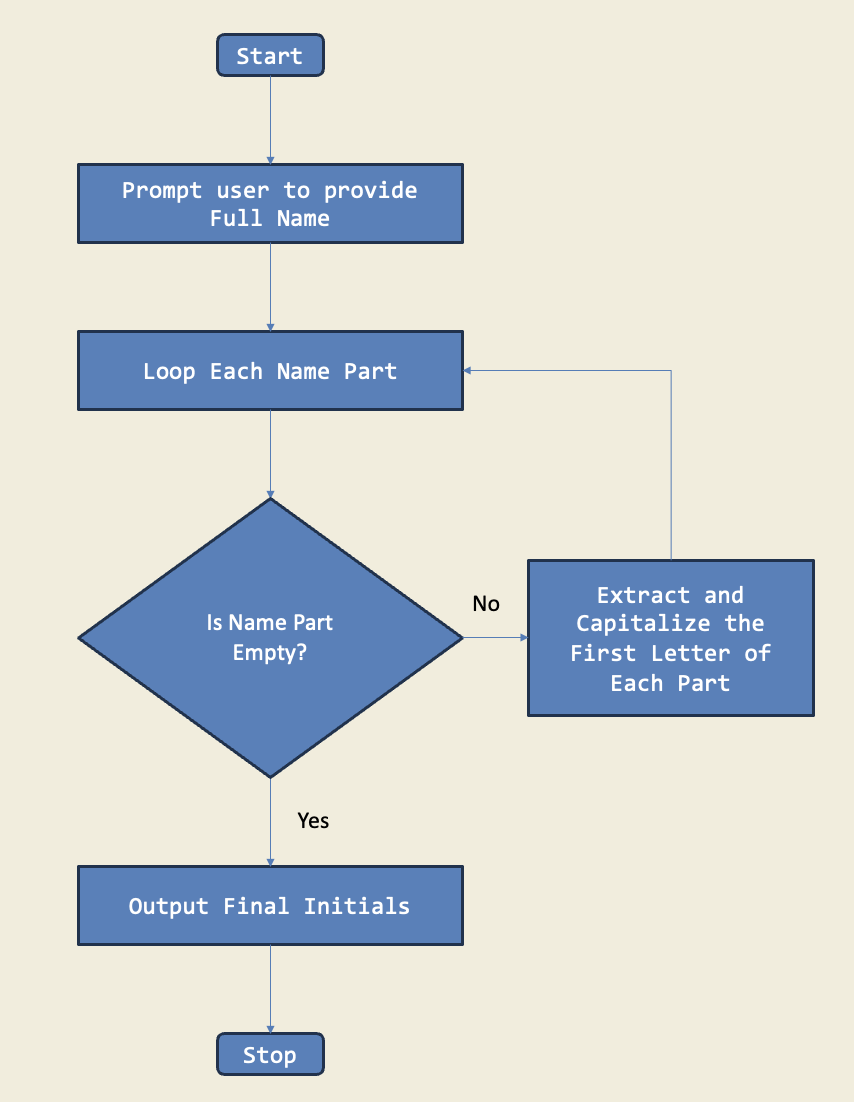 Start
Prompt user to provide
Full Name
Loop Each Name Part
Is Name Part
Empty?
No
Extract and
Capitalize the
First Letter of
Each Part
Yes
Output Final Initials
Stop